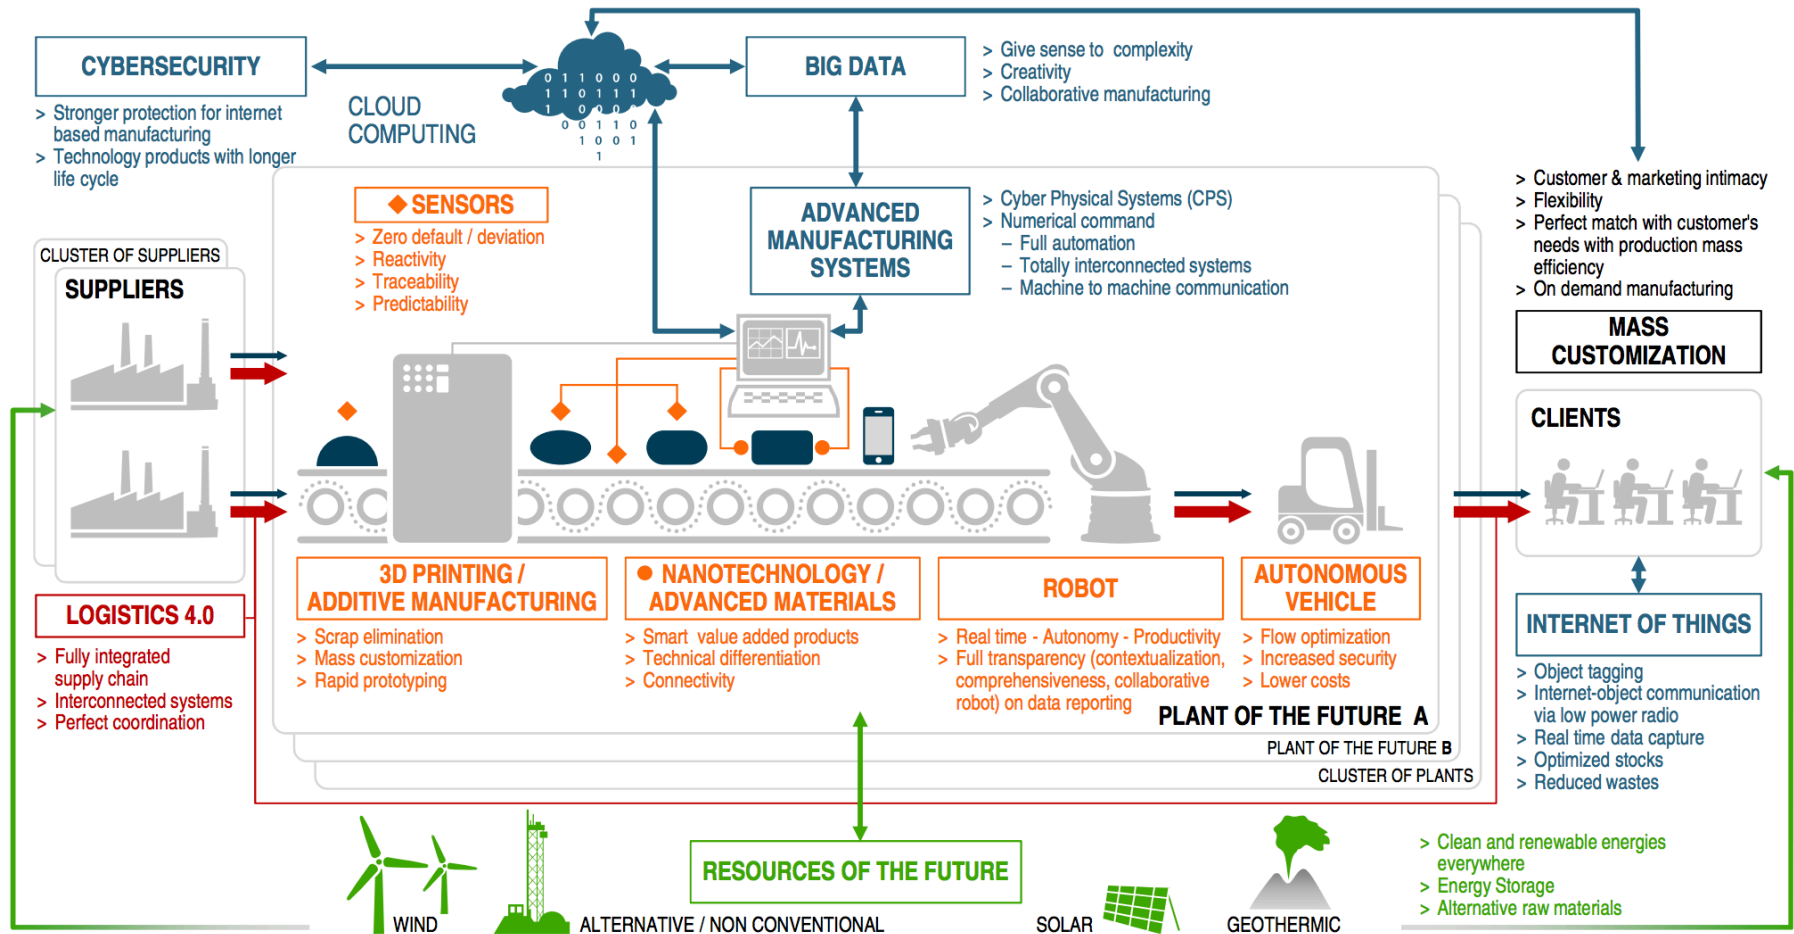 CYBERSECURITY
> Stronger protection for internet
based manufacturing
> Technology products with longer
life cycle
CLOUD
COMPUTING
0 1 1 0 0 0
1 1 0 0 0 1
1 0 0 0
0 0 1 1 0
1 1 0 1
0
1
BIG DATA
> Give sense to complexity
> Creativity
> Collaborative manufacturing
SENSORS
> Zero default / deviation
> Reactivity
> Traceability
> Predictability
ADVANCED
MANUFACTURING
SYSTEMS
> Cyber Physical Systems (CPS)
> Numerical command
– Full automation
– Totally interconnected systems
– Machine to machine communication
> Customer & marketing intimacy
> Flexibility
> Perfect match with customer's
needs with production mass
efficiency
> On demand manufacturing
MASS
CUSTOMIZATION
CLUSTER OF SUPPLIERS
SUPPLIERS
CLIENTS
LOGISTICS 4.0
> Fully integrated
supply chain
> Interconnected systems
> Perfect coordination
3D PRINTING /
ADDITIVE MANUFACTURING
> Scrap elimination
> Mass customization
> Rapid prototyping
NANOTECHNOLOGY /
ADVANCED MATERIALS
> Smart value added products
> Technical differentiation
> Connectivity
ROBOT
> Real time - Autonomy - Productivity
> Full transparency (contextualization,
comprehensiveness, collaborative
robot) on data reporting
AUTONOMOUS
VEHICLE
> Flow optimization
> Increased security
> Lower costs
PLANT OF THE FUTURE A
PLANT OF THE FUTURE B
CLUSTER OF PLANTS
INTERNET OF THINGS
> Object tagging
> Internet-object communication
via low power radio
> Real time data capture
> Optimized stocks
> Reduced wastes
RESOURCES OF THE FUTURE
WIND
ALTERNATIVE / NON CONVENTIONAL
SOLAR
GEOTHERMIC
> Clean and renewable energies
everywhere
> Energy Storage
> Alternative raw materials